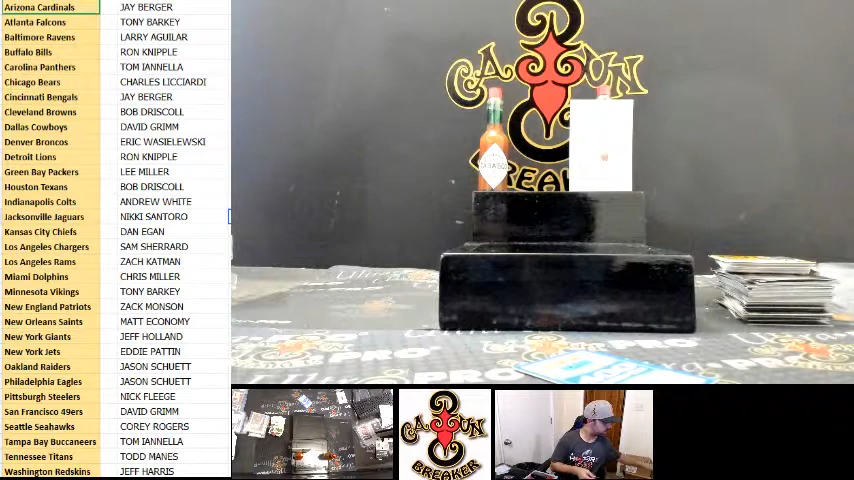 Arizona Cardinals JAY BERGER
Atlanta Falcons TONY BARKEY
Baltimore Ravens LARRY AGUILAR
Buffalo Bills RON KNIPPLE
Carolina Panthers TOM IANNELLA
Chicago Bears CHARLES LICCIARDI
Cincinnati Bengals JAY BERGER
Cleveland Browns BOB DRISCOLL
Dallas Cowboys DAVID GRIMM
Denver Broncos ERIC WASIELEWSKI
Detroit Lions RON KNIPPLE
Green Bay Packers LEE MILLER
Houston Texans BOB DRISCOLL
Indianapolis Colts ANDREW WHITE
Jacksonville Jaguars NIKKI SANTORO
Kansas City Chiefs DAN EGAN
Los Angeles Chargers SAM SHERRARD
Los Angeles Rams ZACH KATMAN
Miami Dolphins CHRIS MILLER
Minnesota Vikings TONY BARKEY
New England Patriots ZACK MONSON
New Orleans Saints MATT ECONOMY
New York Giants JEFF HOLLAND
New York Jets EDDIE PATTIN
Oakland Raiders JASON SCHUETT
Philadelphia Eagles JASON SCHUETT
Pittsburgh Steelers NICK FLEEGE
San Francisco 49ers DAVID GRIMM
Seattle Seahawks COREY ROGERS
Tampa Bay Buccaneers TOM IANNELLA
Tennessee Titans TODD MANES
Washington Redskins JEFF HARRIS
CAJUN
BREAKER
TABASCO
PRO
CAJUN
BREAKER